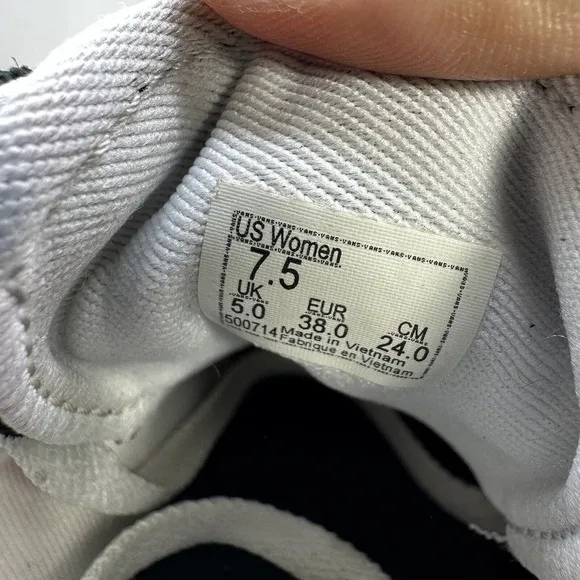 US Women
7.5
UK EUR CM
5.0 38.0 24.0
500714 Made in Vietnam
Fabrique en Vietnam